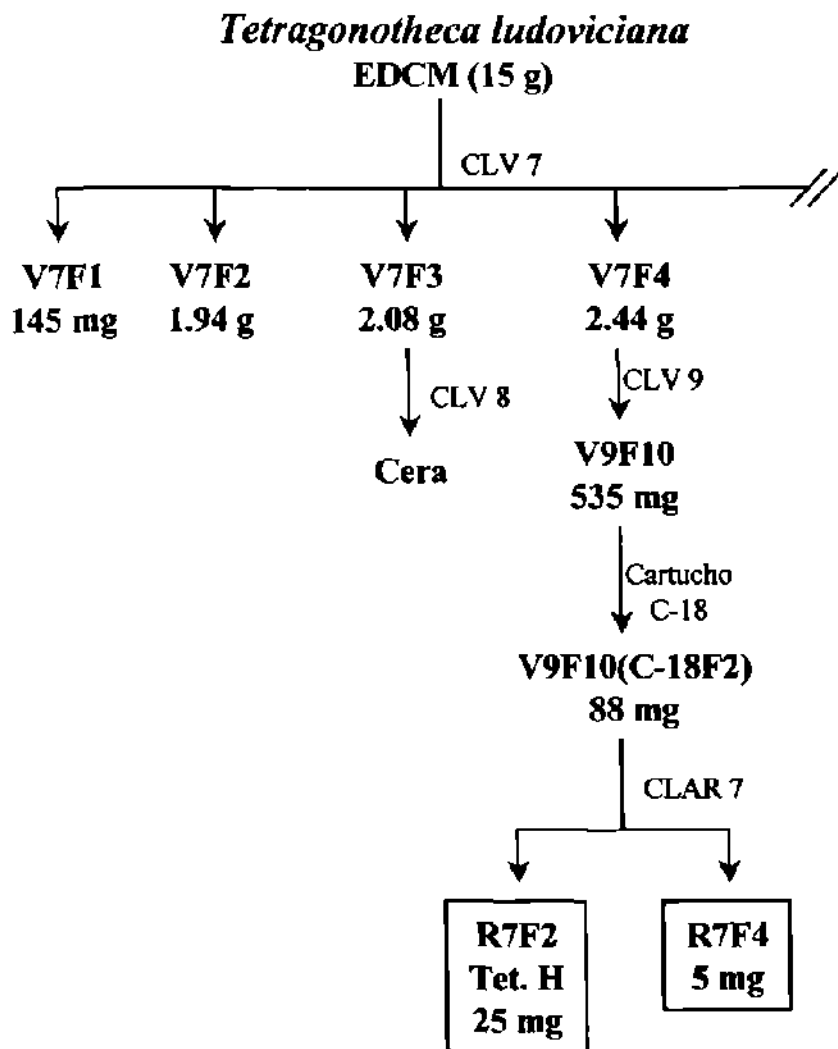 Tetragonotheca ludoviciana
EDCM (15 g)
CLV 7
V7F1 V7F2 V7F3 V7F4
145 mg 1.94 g 2.08 g 2.44 g
CLV 8 CLV 9
Cera V9F10
535 mg
Cartucho
C-18
V9F10(C-18F2)
88 mg
CLAR 7
R7F2 R7F4
Tet. H 5 mg
25 mg